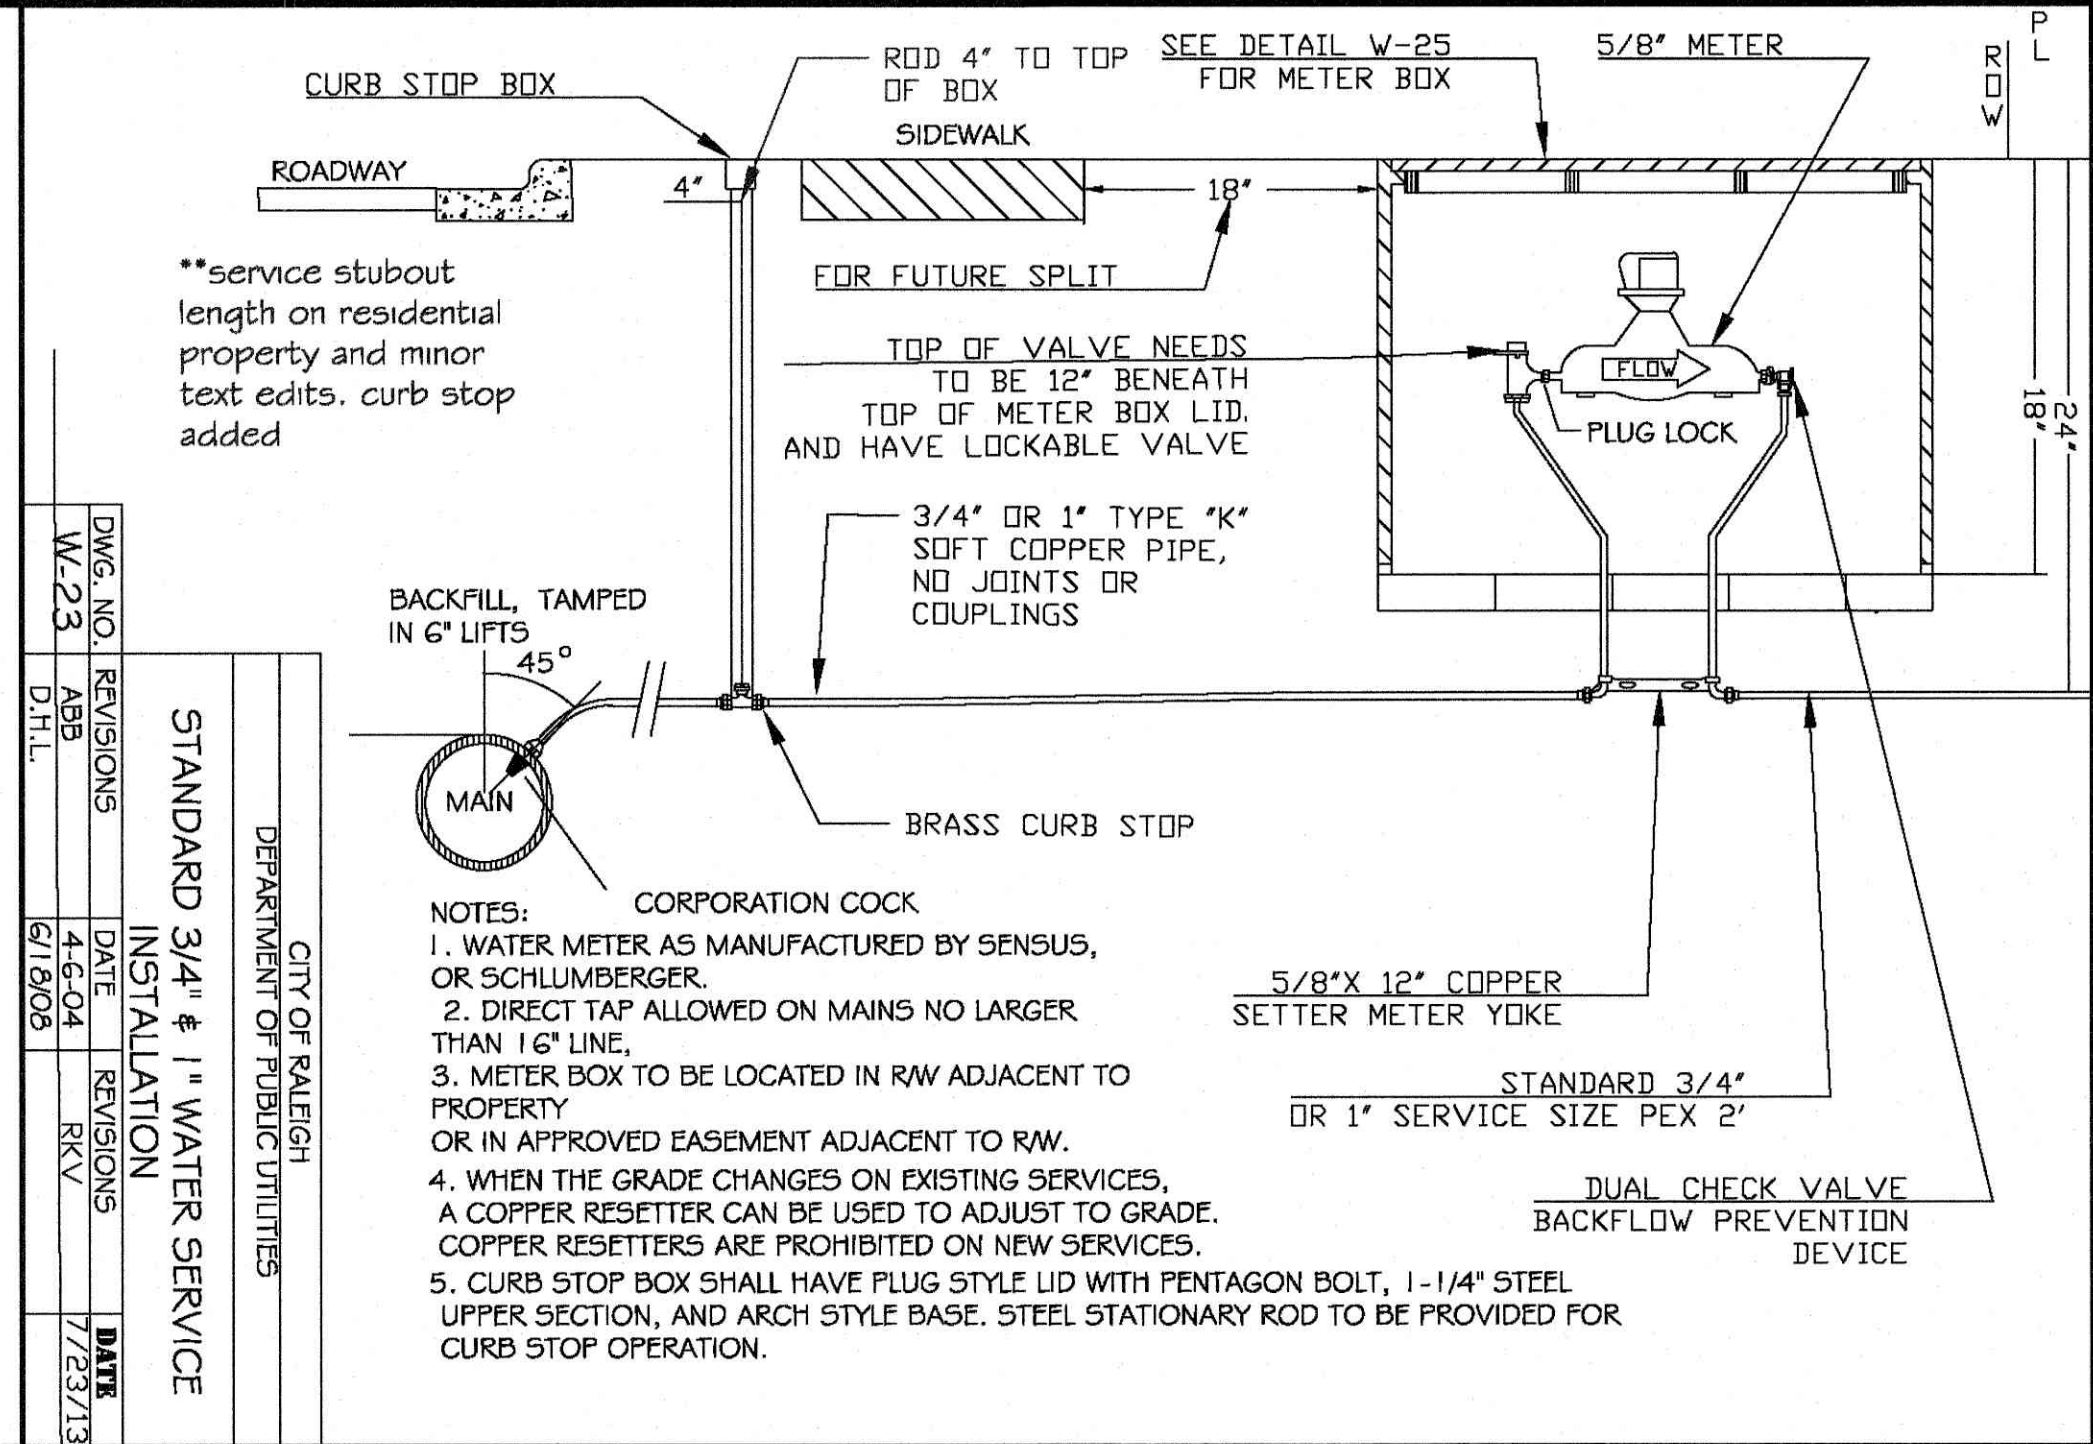 CURB STOP BOX
ROD 4" TO TOP
OF BOX
SEE DETAIL W-25
FOR METER BOX
5/8" METER
P
L
ROW
SIDEWALK
ROADWAY
4"
18"
FOR FUTURE SPLIT
**service stubout
length on residential
property and minor
text edits. curb stop
added
TOP OF VALVE NEEDS
TO BE 12" BENEATH
TOP OF METER BOX LID.
AND HAVE LOCKABLE VALVE
FLOW
PLUG LOCK
18"
24"
3/4" OR 1" TYPE "K"
SOFT COPPER PIPE,
NO JOINTS OR
COUPLINGS
BACKFILL, TAMPED
IN 6" LIFTS
45°
MAIN
BRASS CURB STOP
CORPORATION COCK
NOTES:
1. WATER METER AS MANUFACTURED BY SENSUS,
OR SCHLUMBERGER.
2. DIRECT TAP ALLOWED ON MAINS NO LARGER
THAN 16" LINE,
3. METER BOX TO BE LOCATED IN R/W ADJACENT TO
PROPERTY
OR IN APPROVED EASEMENT ADJACENT TO R/W.
4. WHEN THE GRADE CHANGES ON EXISTING SERVICES,
A COPPER RESETTER CAN BE USED TO ADJUST TO GRADE.
COPPER RESETTERS ARE PROHIBITED ON NEW SERVICES.
5. CURB STOP BOX SHALL HAVE PLUG STYLE LID WITH PENTAGON BOLT, 1-1/4" STEEL
UPPER SECTION, AND ARCH STYLE BASE. STEEL STATIONARY ROD TO BE PROVIDED FOR
CURB STOP OPERATION.
5/8"X 12" COPPER
SETTER METER YOKE
STANDARD 3/4"
OR 1" SERVICE SIZE PEX 2'
DUAL CHECK VALVE
BACKFLOW PREVENTION
DEVICE
CITY OF RALEIGH
DEPARTMENT OF PUBLIC UTILITIES
STANDARD 3/4" & 1" WATER SERVICE
INSTALLATION
DWG. NO. REVISIONS DATE REVISIONS DATE
W-23 ABB 4-6-04 RKV 7/23/13
D.H.L. 6/18/08